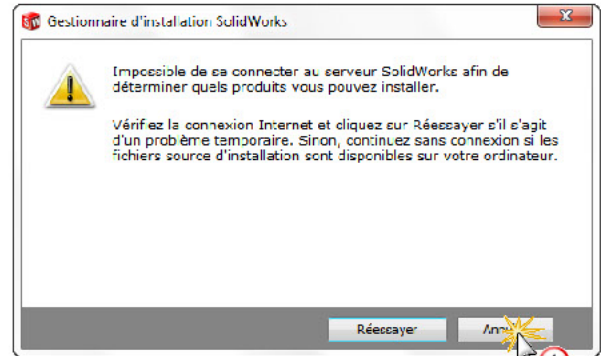 Gestionnaire d'installation SolidWorks
Impossible de se connecter au serveur SolidWorks afin de
déterminer quels produits vous pouvez installer.
Vérifiez la connexion Internet et cliquez sur Réessayer s'il s'agit
d'un problème temporaire. Sinon, continuez sans connexion si les
fichiers source d'installation sont disponibles sur votre ordinateur.
Réessayer